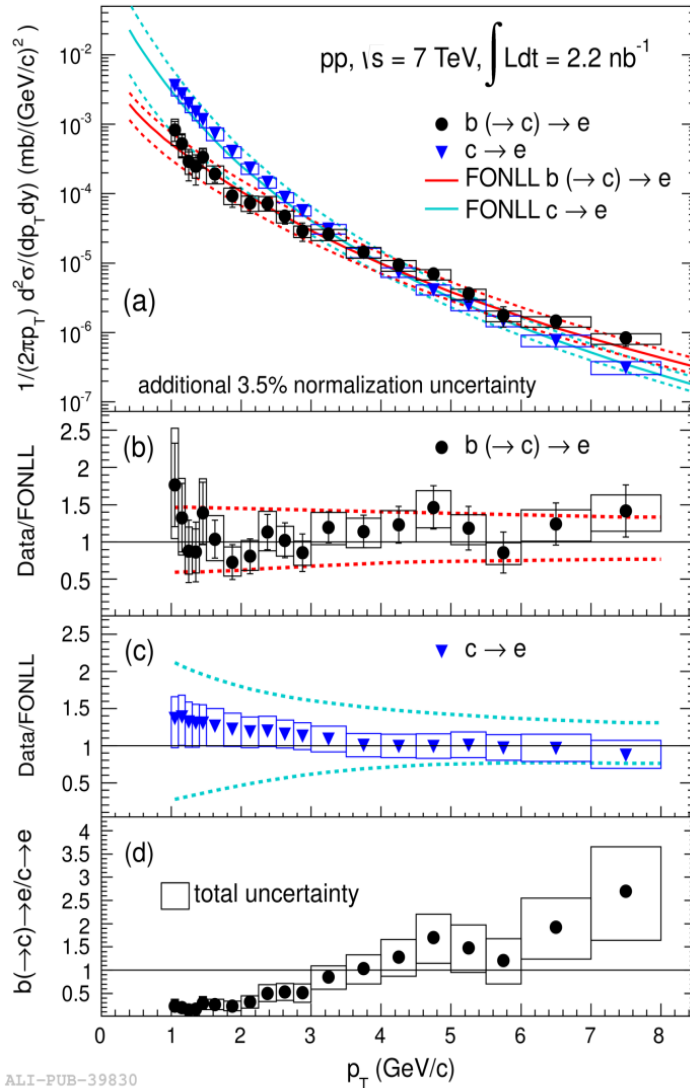 pp, √s = 7 TeV, ∫Ldt = 2.2 nb⁻¹
b (→ c) → e
c → e
FONLL b (→ c) → e
FONLL c → e
(a)
additional 3.5% normalization uncertainty
1/(2πp_T) d²σ/(dp_Tdy) (mb/(GeV/c)²)
10⁻²
10⁻³
10⁻⁴
10⁻⁵
10⁻⁶
10⁻⁷
(b)
b (→ c) → e
Data/FONLL
2.5
2
1.5
1
0.5
(c)
c → e
Data/FONLL
2.5
2
1.5
1
0.5
(d)
total uncertainty
b(→c)→e/c→e
4
3.5
3
2.5
2
1.5
1
0.5
0 1 2 3 4 5 6 7 8
p_T (GeV/c)
ALI-PUB-39830